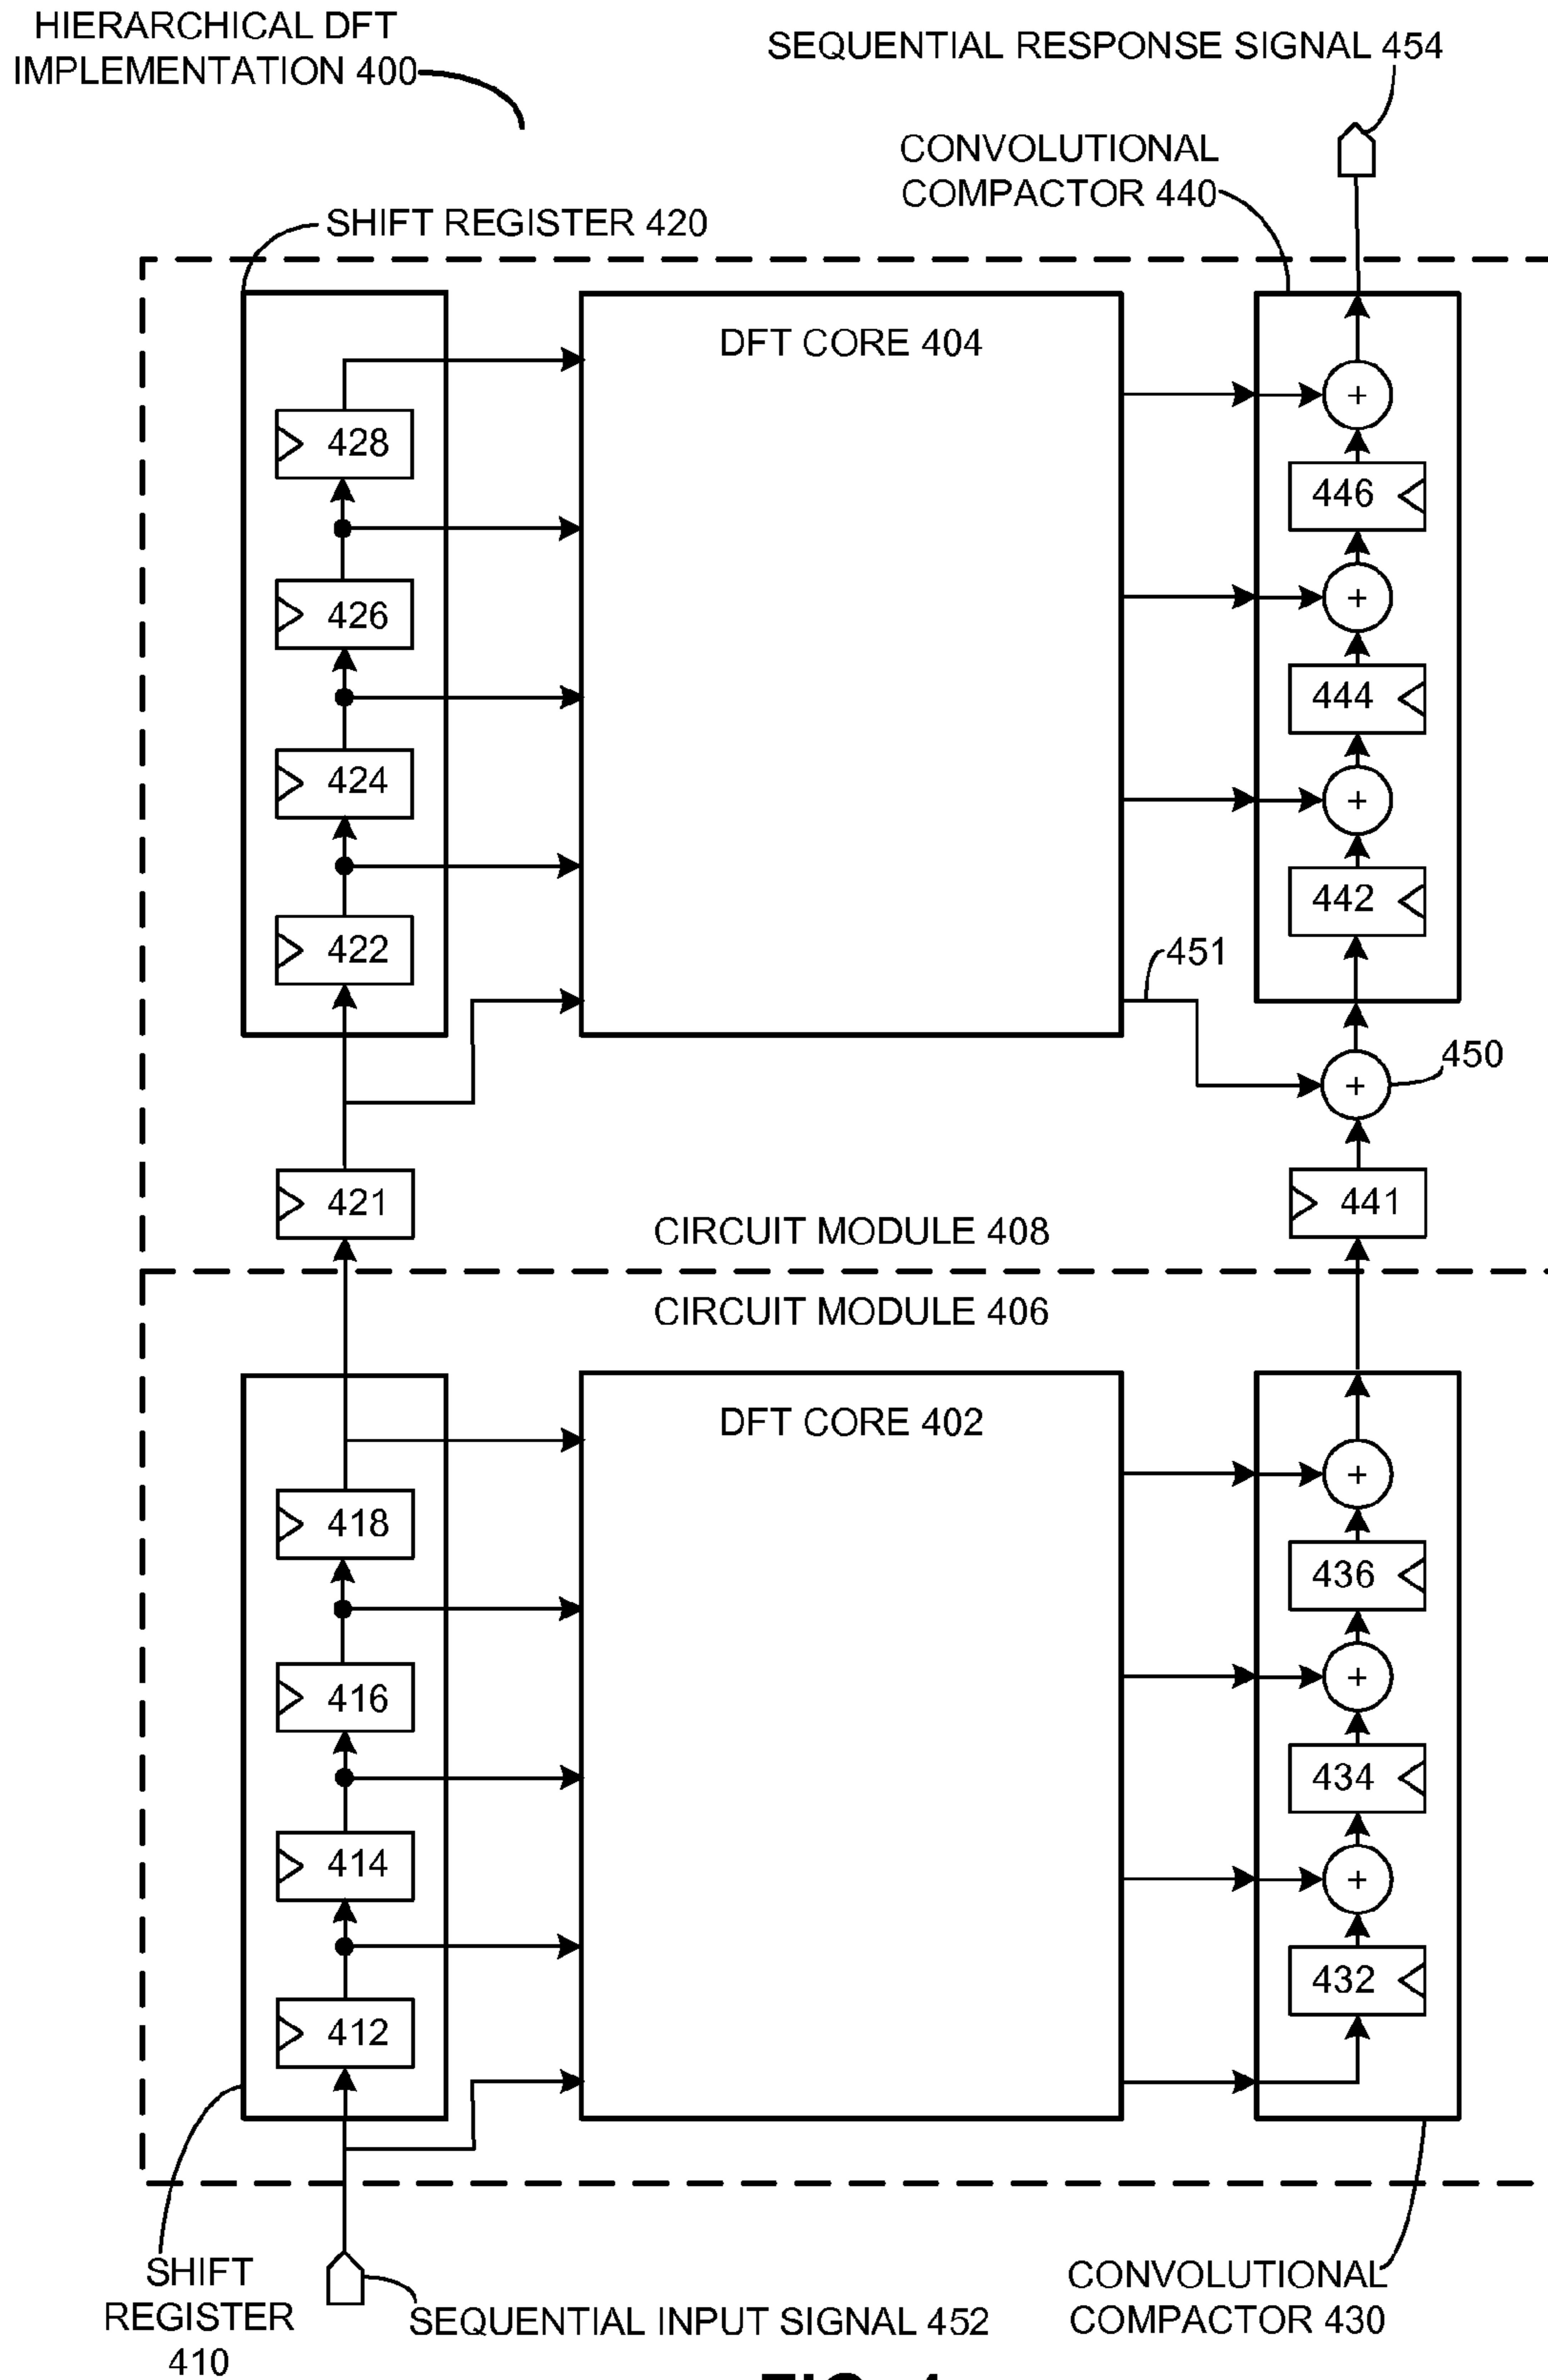 HIERARCHICAL DFT
IMPLEMENTATION 400
SEQUENTIAL RESPONSE SIGNAL 454
CONVOLUTIONAL
COMPACTOR 440
SHIFT REGISTER 420
DFT CORE 404
+
428
446
+
426
444
+
424
442
422
451
450
+
421
441
CIRCUIT MODULE 408
CIRCUIT MODULE 406
DFT CORE 402
+
418
436
+
416
434
+
414
432
412
SHIFT
REGISTER
410
SEQUENTIAL INPUT SIGNAL 452
CONVOLUTIONAL
COMPACTOR 430